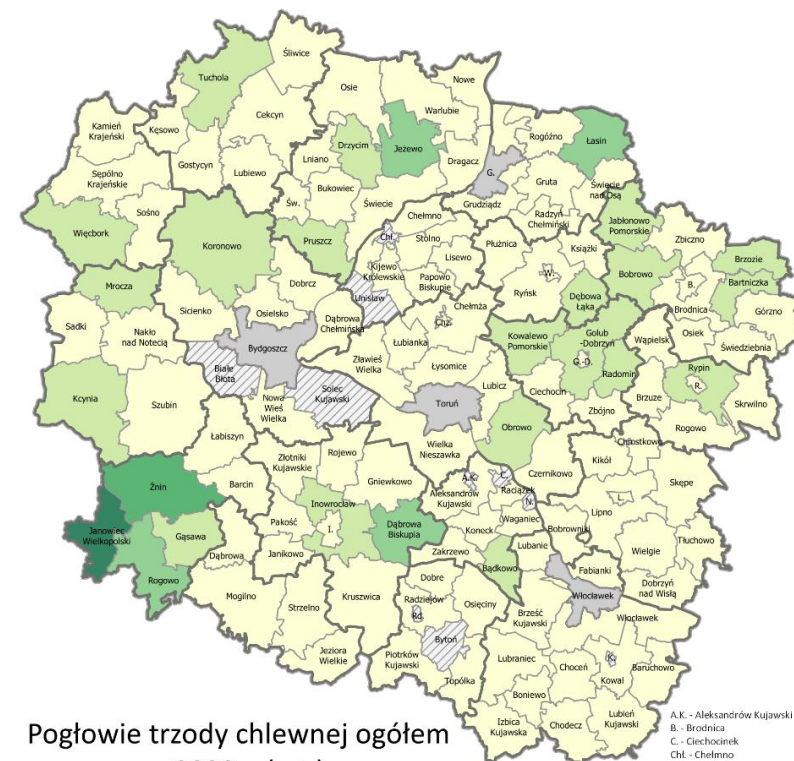 Śliwice
Tuchola
Osie
Nowe
Warlubie
Cekcyn
Kamień
Krajeński
Kęsowo
Rogóźno
Łasin
Drzycim
Jeżewo
Gostycyn
Lubiewo
Lniano
Dragacz
G.
Sępólno
Krajeńskie
Bukowiec
Gruta
Świecie
nad Osą
Św.
Świecie
Grudziądz
Radzyń
Chełmiński
Sośno
Chełmno
Jabłonowo
Pomorskie
Więcbork
Koronowo
Pruszcz
Chł.
Stolno
Płużnica
Książki
Zbiczno
Lisewo
Brzozie
Kijewo
Królewskie
Papowo
Biskupie
Ryńsk
W.
Bobrowo
Bartniczka
Mrocza
Dobrcz
Unisław
Dębowa
Łąka
B.
Brodnica
Górzno
Sicienko
Osielsko
Dąbrowa
Chełmińska
Chełmża
Chż.
Sadki
Nakło
nad Notecią
Kowalewo
Pomorskie
Golub
-Dobrzyń
Wąpielsk
Osiek
Świedziebnia
Bydgoszcz
Łubianka
Zławieś
Wielka
Łysomice
G.-D.
Radomin
Rypin
R.
Białe
Błota
Solec
Kujawski
Lubicz
Ciechocin
Zbójno
Brzuze
Skrwilno
Kcynia
Szubin
Nowa
Wieś
Wielka
Toruń
Obrowo
Rogowo
Łabiszyn
Wielka
Nieszawka
Czernikowo
Kikół
Chrostkowo
Złotniki
Kujawskie
Rojewo
Skępe
Żnin
Barcin
Gniewkowo
A.K.
C.
Aleksandrów
Kujawski
Raciążek
N.
L.
Lipno
Inowrocław
Janowiec
Wielkopolski
Gąsawa
Pakość
I.
Dąbrowa
Biskupia
Waganiec
Bobrowniki
Koneck
Tłuchowo
Rogowo
Dąbrowa
Janikowo
Zakrzewo
Lubanie
Wielgie
Bądkowo
Fabianki
Dobrzyń
nad Wisłą
Mogilno
Kruszwica
Dobre
Strzelno
Radziejów
Osięciny
Włocławek
Rd.
Brześć
Kujawski
Włocławek
Bytoń
Jeziora
Wielkie
Piotrków
Kujawski
Lubraniec
Choceń
K.
Baruchowo
Topólka
Kowal
Boniewo
Izbica
Kujawska
Chodecz
Lubień
Kujawski
Pogłowie trzody chlewnej ogółem
A.K. - Aleksandrów Kujawski
B. - Brodnica
C. - Ciechocinek
Chł. - Chełmno